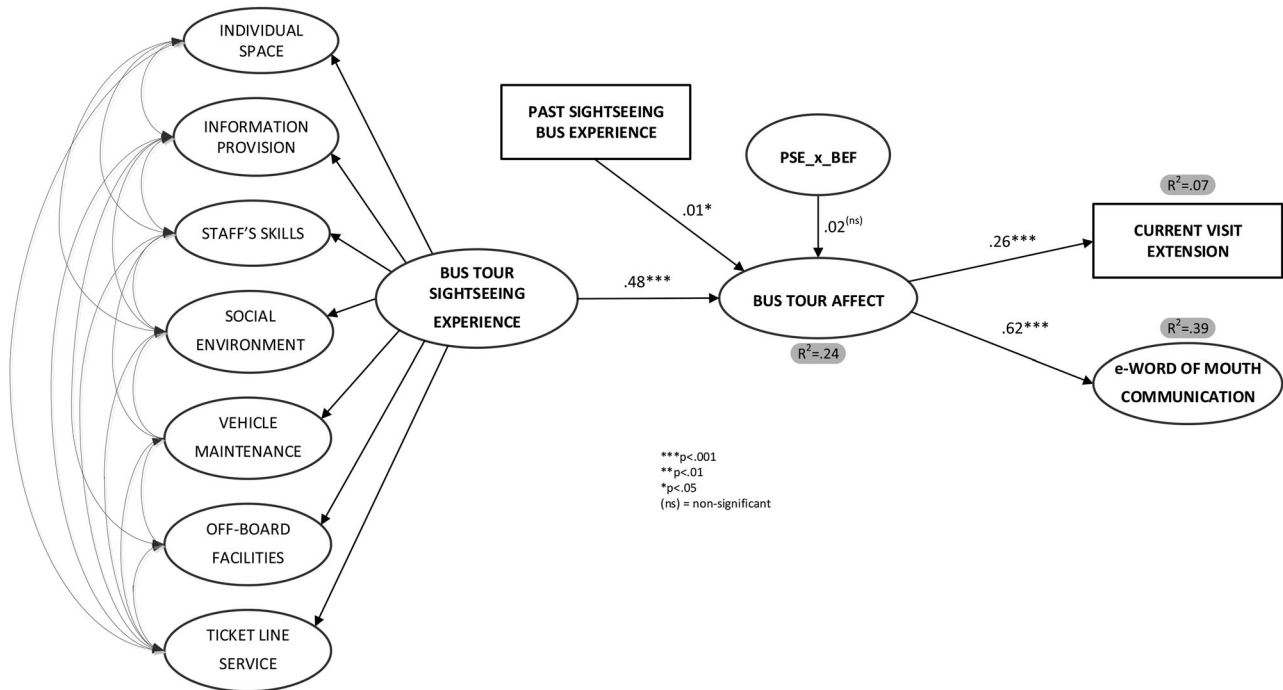 INDIVIDUAL
SPACE
INFORMATION
PROVISION
STAFF'S SKILLS
SOCIAL
ENVIRONMENT
VEHICLE
MAINTENANCE
OFF-BOARD
FACILITIES
TICKET LINE
SERVICE
BUS TOUR
SIGHTSEEING
EXPERIENCE
.48***
PAST SIGHTSEEING
BUS EXPERIENCE
.01*
PSE_x_BEF
.02(ns)
BUS TOUR AFFECT
R²=.24
.26***
.62***
R²=.07
CURRENT VISIT
EXTENSION
R²=.39
e-WORD OF MOUTH
COMMUNICATION
***p<.001
**p<.01
*p<.05
(ns) = non-significant